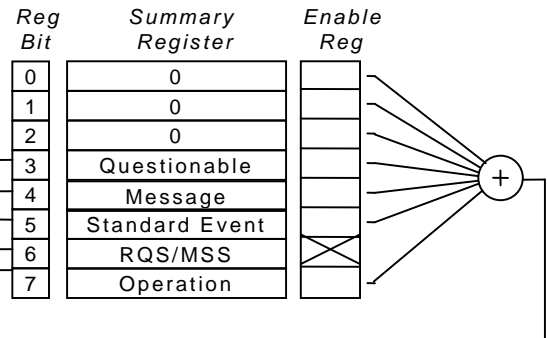 Reg Summary Enable
Bit Register Reg
0 0
1 0
2 0
3 Questionable
4 Message
5 Standard Event
6 RQS/MSS
7 Operation
+